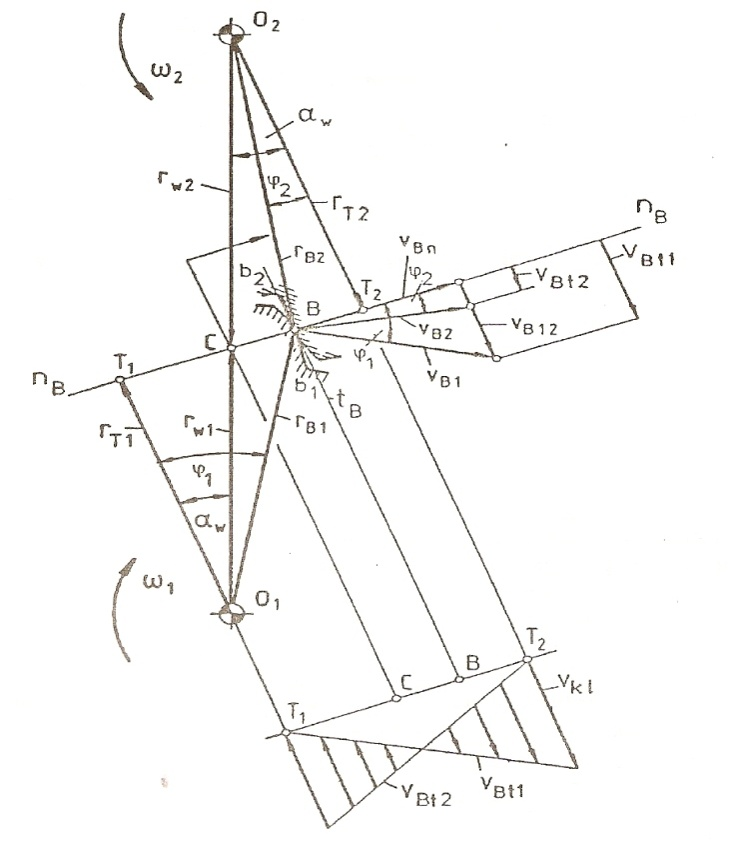 O2
ω2
αw
rw2
φ2
rT2
nB
vBn
vBt1
rB2
T2
φ2
vBt2
b2
B
vB2
vB12
C
φ1
T1
vB1
nB
b1
tB
rT1
rw1
rB1
φ1
αw
ω1
O1
T2
B
C
vkl
T1
vBt2
vBt1